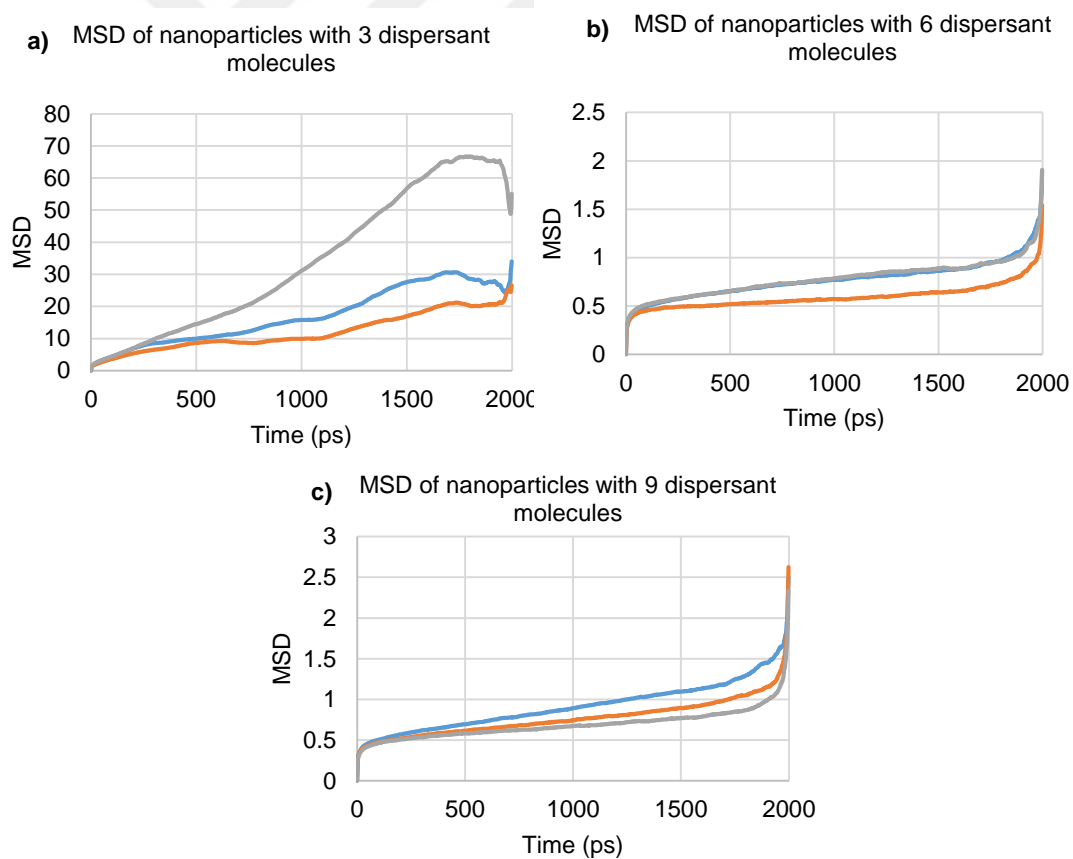 a) MSD of nanoparticles with 3 dispersant
molecules
80
70
60
50
40
30
20
10
0
MSD
0 500 1000 1500 2000
Time (ps)
b) MSD of nanoparticles with 6 dispersant
molecules
2.5
2
1.5
1
0.5
0
MSD
0 500 1000 1500 2000
Time (ps)
c) MSD of nanoparticles with 9 dispersant
molecules
3
2.5
2
1.5
1
0.5
0
MSD
0 500 1000 1500 2000
Time (ps)